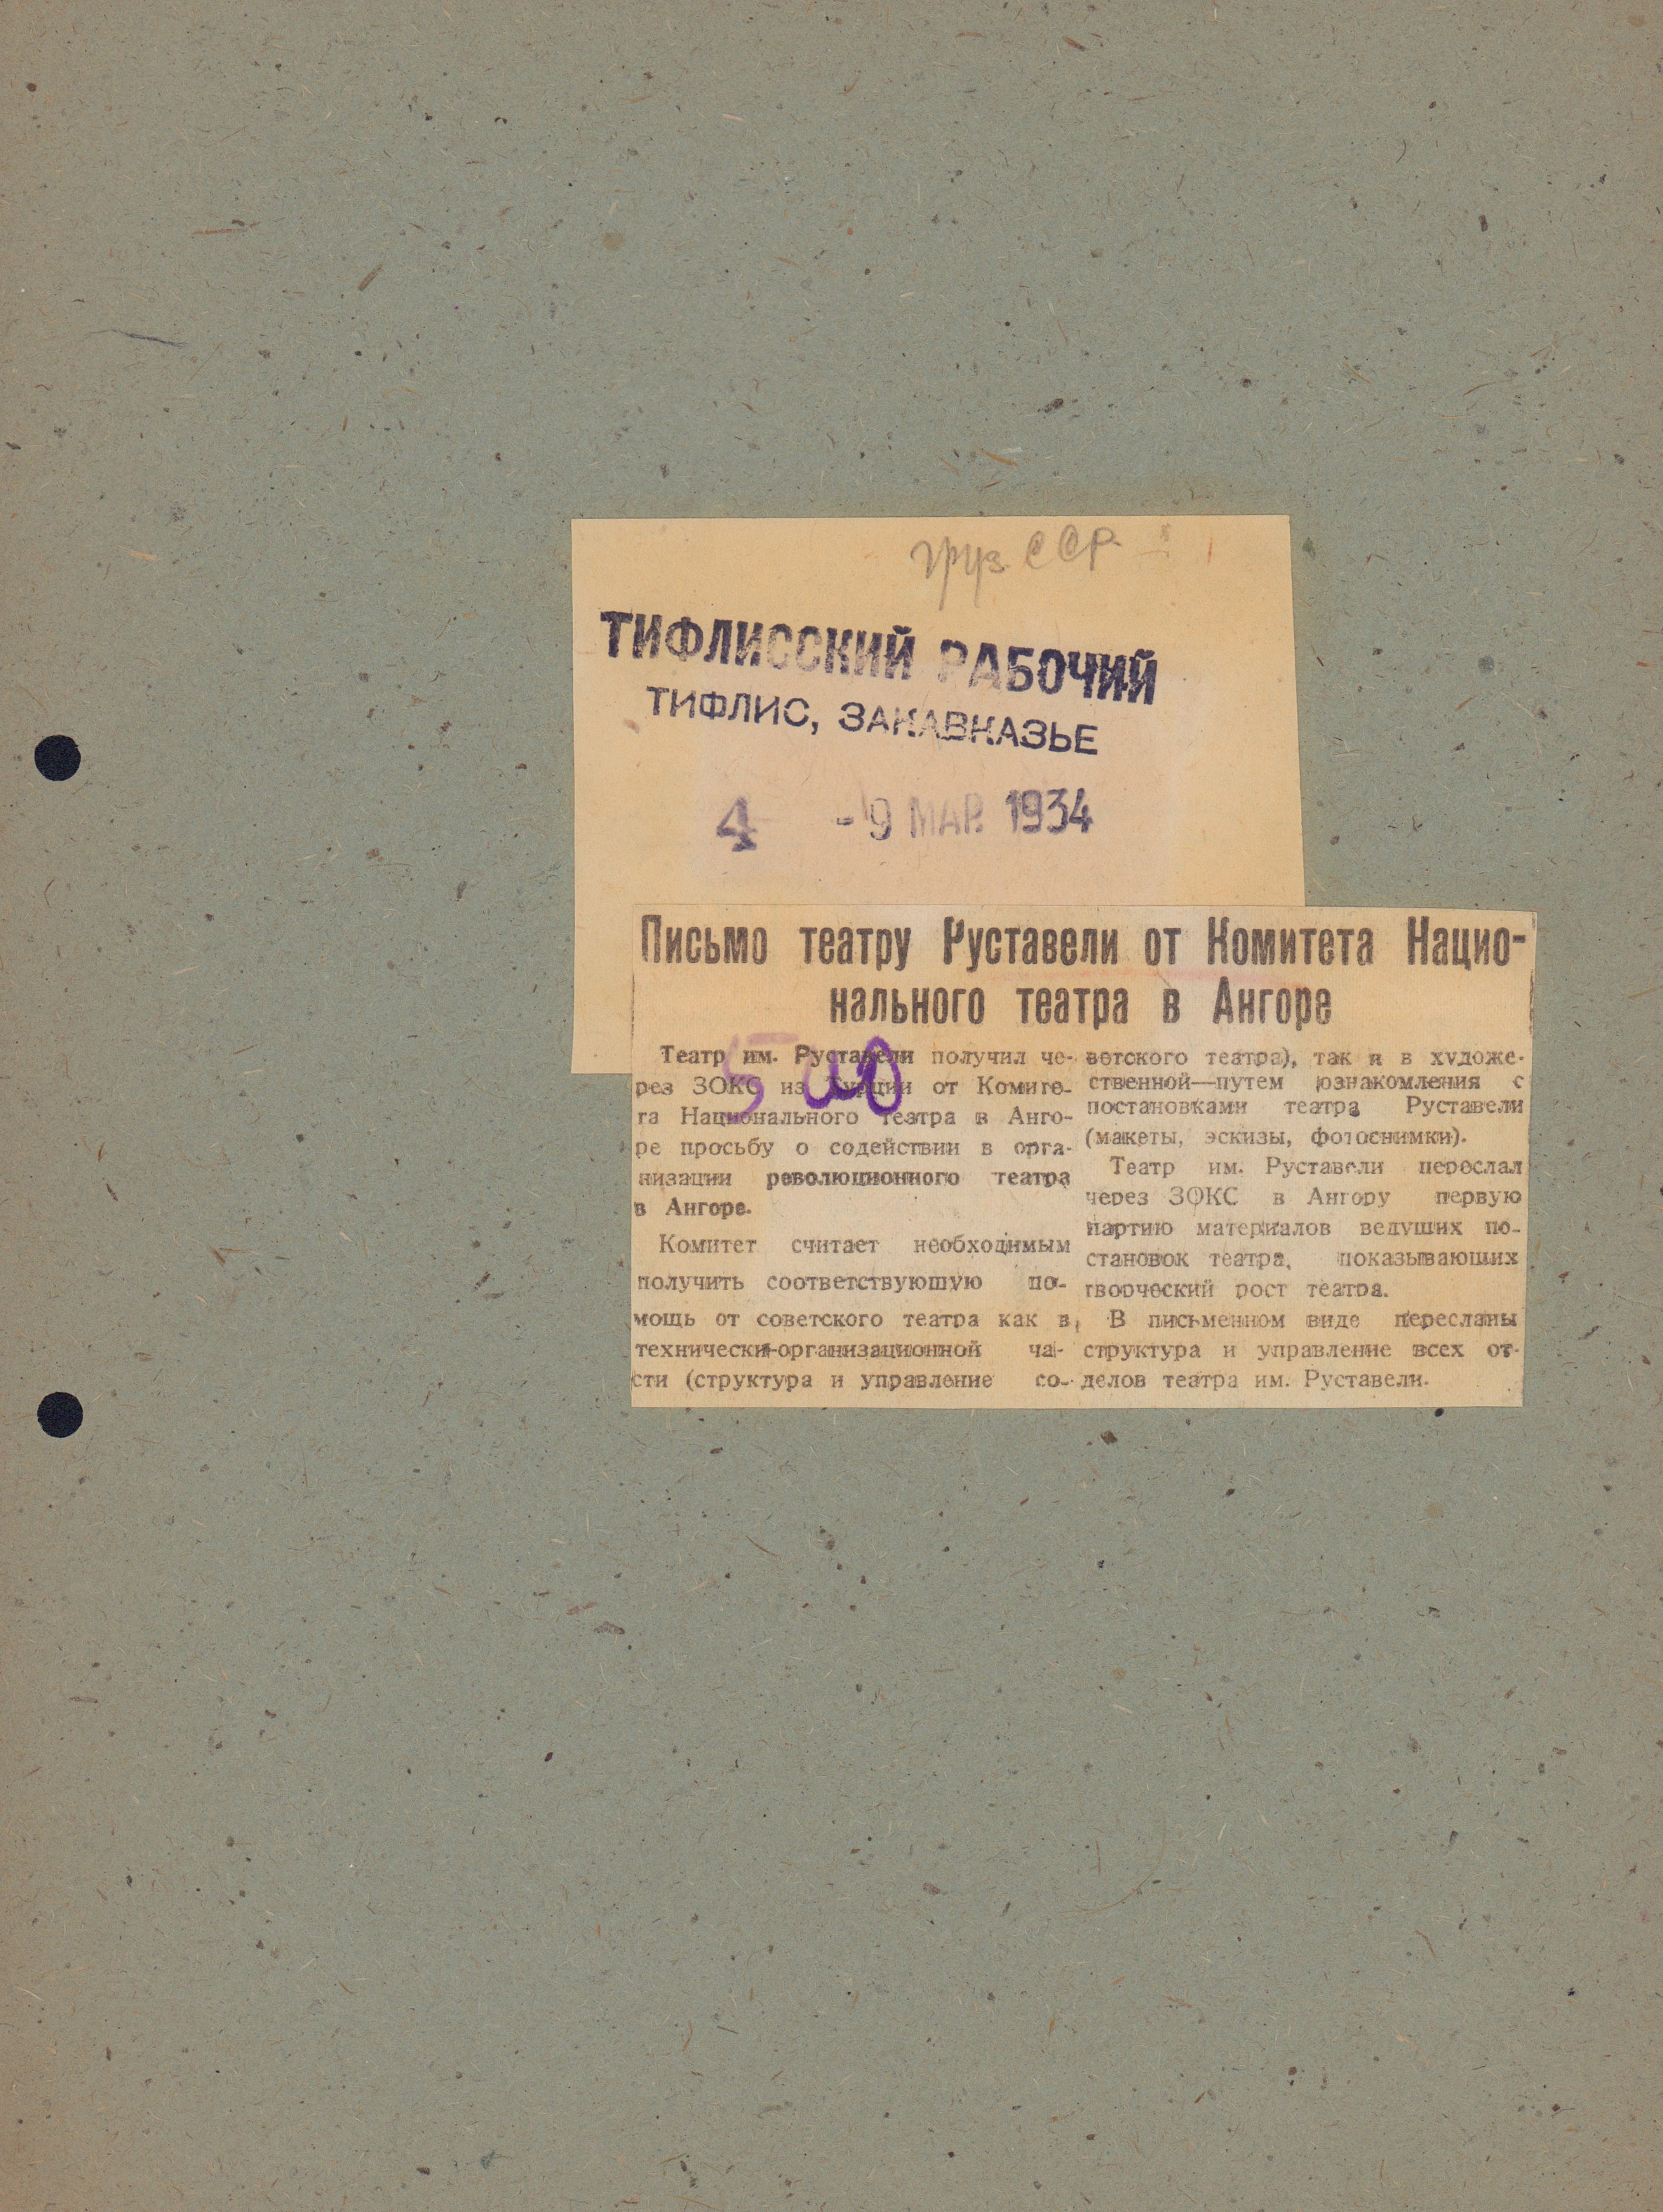 груз. ССР.
ТИФЛИССКИЙ РАБОЧИЙ
ТИФЛИС, ЗАКАВКАЗЬЕ
4 -9 МАР. 1934
Письмо театру Руставели от Комитета Нацио-
нального театра в Ангоре
Театр им. Руставели получил че-
рез ЗОКС из Турции от Комите-
та Национального театра в Анго-
ре просьбу о содействии в орга-
низации революционного театра
в Ангоре.
Комитет считает необходимым
получить соответствующую по-
мощь от советского театра как в
технически-организационной ча-
сти (структура и управление со-
ветского театра), так и в художе-
ственной—путем ознакомления с
постановками театра Руставели
(макеты, эскизы, фотоснимки).
Театр им. Руставели переслал
через ЗОКС в Ангору первую
партию материалов ведущих по-
становок театра, показывающих
творческий рост театра.
В письменном виде пересланы
структура и управление всех от-
делов театра им. Руставели.